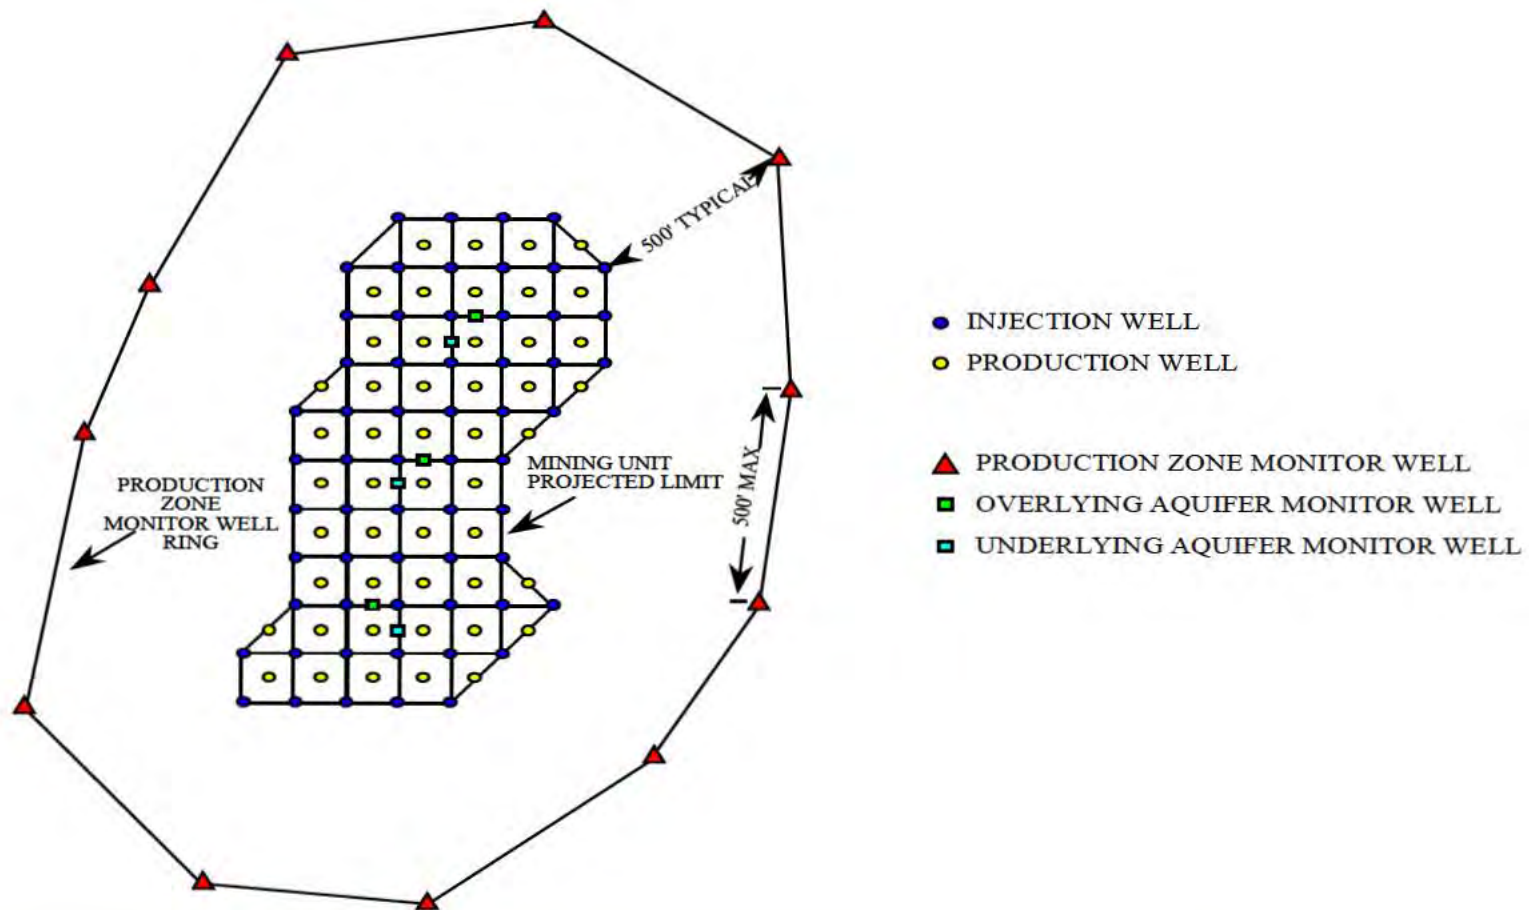 500' TYPICAL
INJECTION WELL
PRODUCTION WELL
500' MAX
MINING UNIT
PROJECTED LIMIT
PRODUCTION
ZONE
MONITOR WELL
RING
PRODUCTION ZONE MONITOR WELL
OVERLYING AQUIFER MONITOR WELL
UNDERLYING AQUIFER MONITOR WELL